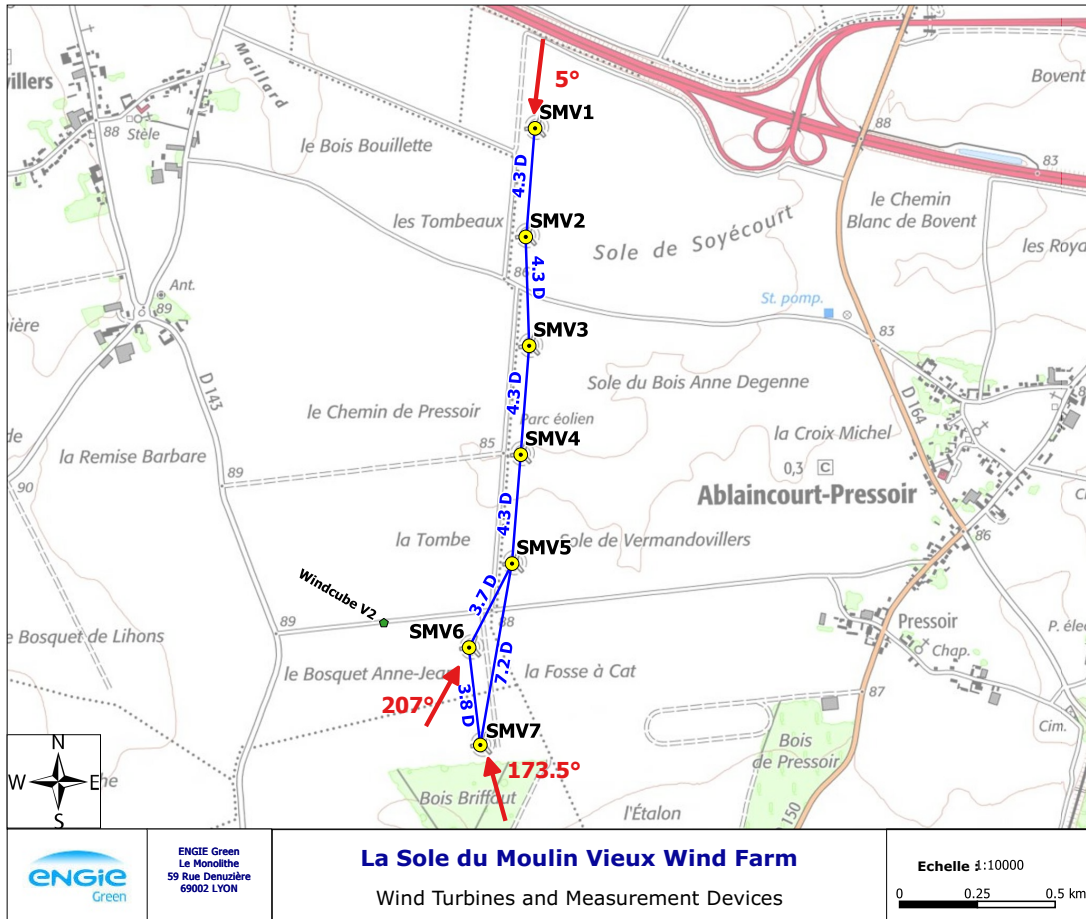 5°
Bovent
villers
Maillard
SMV1
88
Stèle
88
le Bois Bouillette
83
4.3 D
le Chemin
Blanc de Bovent
les Tombeaux
SMV2
Sole de Soyécourt
les Roya
86
4.3 D
Ant.
89
St. pomp.
ière
83
SMV3
D 143
4.3 D
Sole du Bois Anne Degenne
D 164
le Chemin de Pressoir
Parc éolien
la Croix Michel
de
85
SMV4
la Remise Barbare
0,3
C
89
90
Ablaincourt-Pressoir
4.3 D
la Tombe
Sole de Vermandovillers
86
SMV5
Windcube V2
3.7 D
88
89
e Bosquet de Lihons
SMV6
Pressoir
P. élec
7.2 D
Chap.
le Bosquet Anne-Jean
la Fosse à Cat
207°
3.8 D
87
SMV7
Cim.
N
W
E
S
he
173.5°
Bois
de Pressoir
Bois Briffaut
l'Étalon
D 150
ENGIE
Green
ENGIE Green
Le Monolithe
59 Rue Denuzière
69002 LYON
La Sole du Moulin Vieux Wind Farm
Wind Turbines and Measurement Devices
Echelle : 1:10000
0 0.25 0.5 km